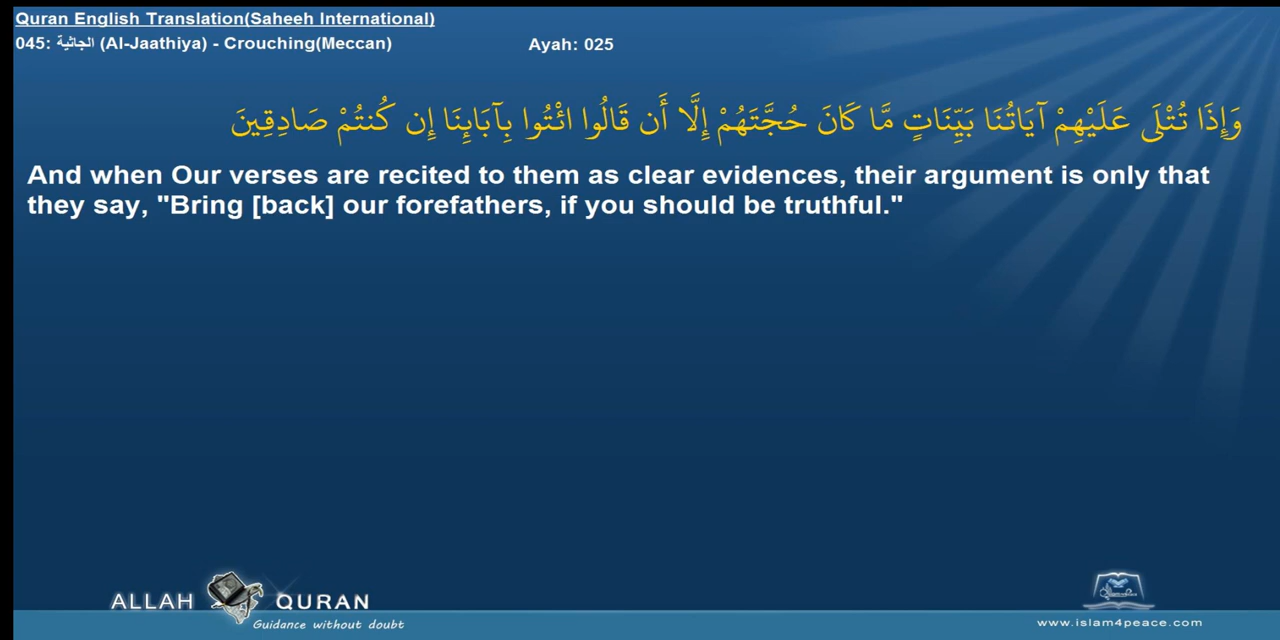 Quran English Translation(Saheeh International)
045: الجاثية (Al-Jaathiya) - Crouching(Meccan) Ayah: 025
وَإِذَا تُتْلَى عَلَيْهِمْ آيَاتُنَا بَيِّنَاتٍ مَّا كَانَ حُجَّتَهُمْ إِلَّا أَن قَالُوا ائْتُوا بِآبَائِنَا إِن كُنتُمْ صَادِقِينَ
And when Our verses are recited to them as clear evidences, their argument is only that
they say, "Bring [back] our forefathers, if you should be truthful."
ALLAH QURAN
Guidance without doubt
www.islam4peace.com